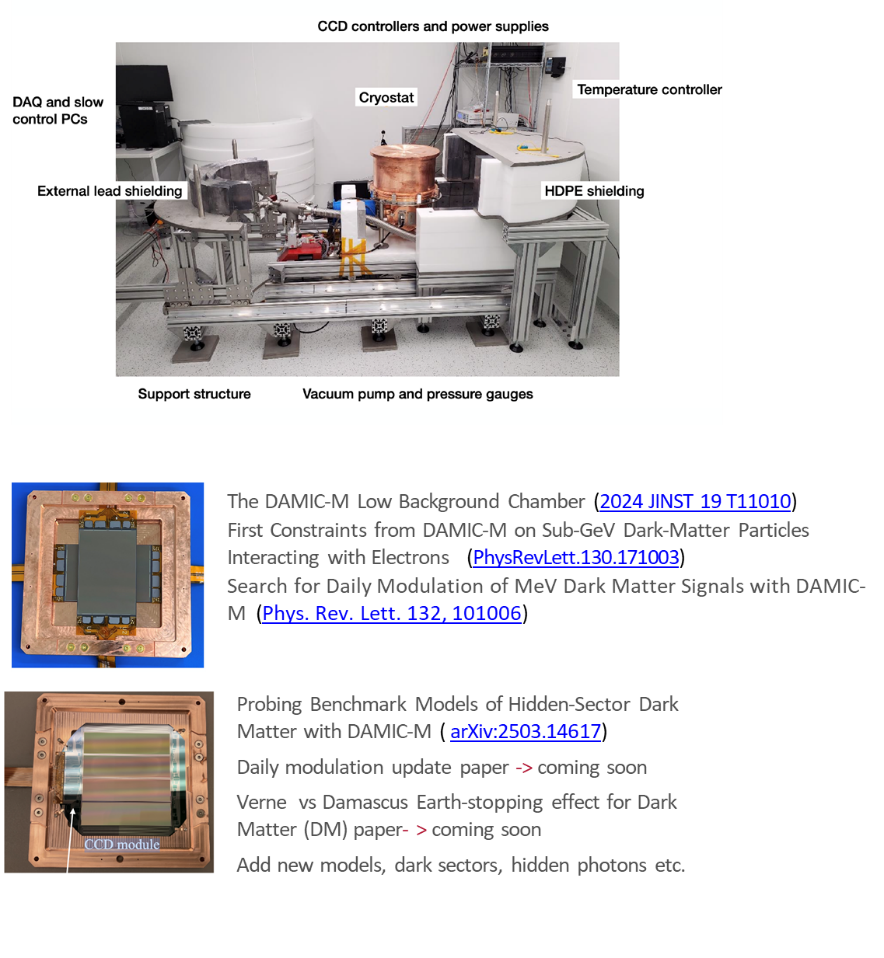 CCD controllers and power supplies
Temperature controller
DAQ and slow
control PCs
Cryostat
External lead shielding
HDPE shielding
Support structure
Vacuum pump and pressure gauges
The DAMIC-M Low Background Chamber (2024 JINST 19 T11010)
First Constraints from DAMIC-M on Sub-GeV Dark-Matter Particles
Interacting with Electrons (PhysRevLett.130.171003)
Search for Daily Modulation of MeV Dark Matter Signals with DAMIC-
M (Phys. Rev. Lett. 132, 101006)
Probing Benchmark Models of Hidden-Sector Dark
Matter with DAMIC-M ( arXiv:2503.14617)
Daily modulation update paper -> coming soon
Verne vs Damascus Earth-stopping effect for Dark
Matter (DM) paper- > coming soon
CCD module
Add new models, dark sectors, hidden photons etc.